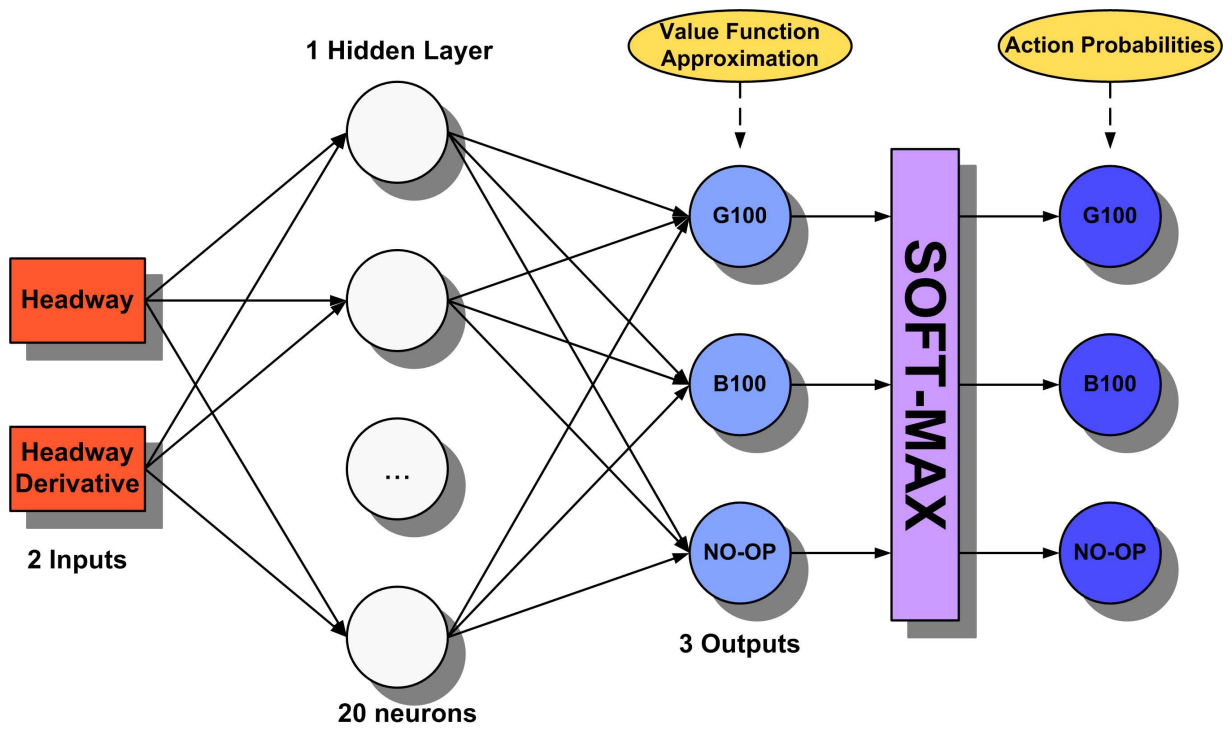 1 Hidden Layer
Value Function
Approximation
Action Probabilities
Headway
Headway
Derivative
2 Inputs
...
20 neurons
G100
B100
NO-OP
3 Outputs
SOFT-MAX
G100
B100
NO-OP